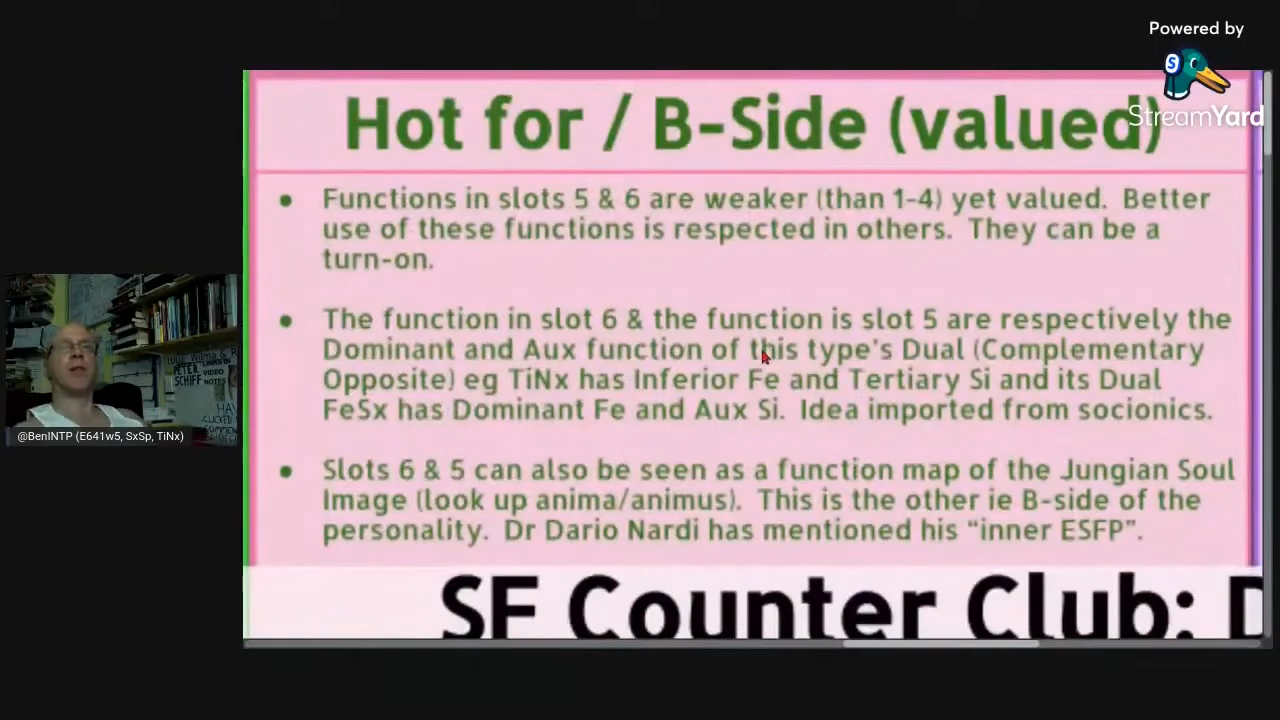 Powered by
StreamYard
Hot for / B-Side (valued)
Functions in slots 5 & 6 are weaker (than 1-4) yet valued. Better
use of these functions is respected in others. They can be a
turn-on.
The function in slot 6 & the function is slot 5 are respectively the
Dominant and Aux function of this type's Dual (Complementary
Opposite) eg TiNx has Inferior Fe and Tertiary Si and its Dual
FeSx has Dominant Fe and Aux Si. Idea imported from socionics.
Slots 6 & 5 can also be seen as a function map of the Jungian Soul
Image (look up anima/animus). This is the other ie B-side of the
personality. Dr Dario Nardi has mentioned his “inner ESFP”.
SF Counter Club: D
PETER
SCHIFF
LINKS IN
VIDEO
NOTES
@BenINTP (E641w5, SxSp, TiNx)